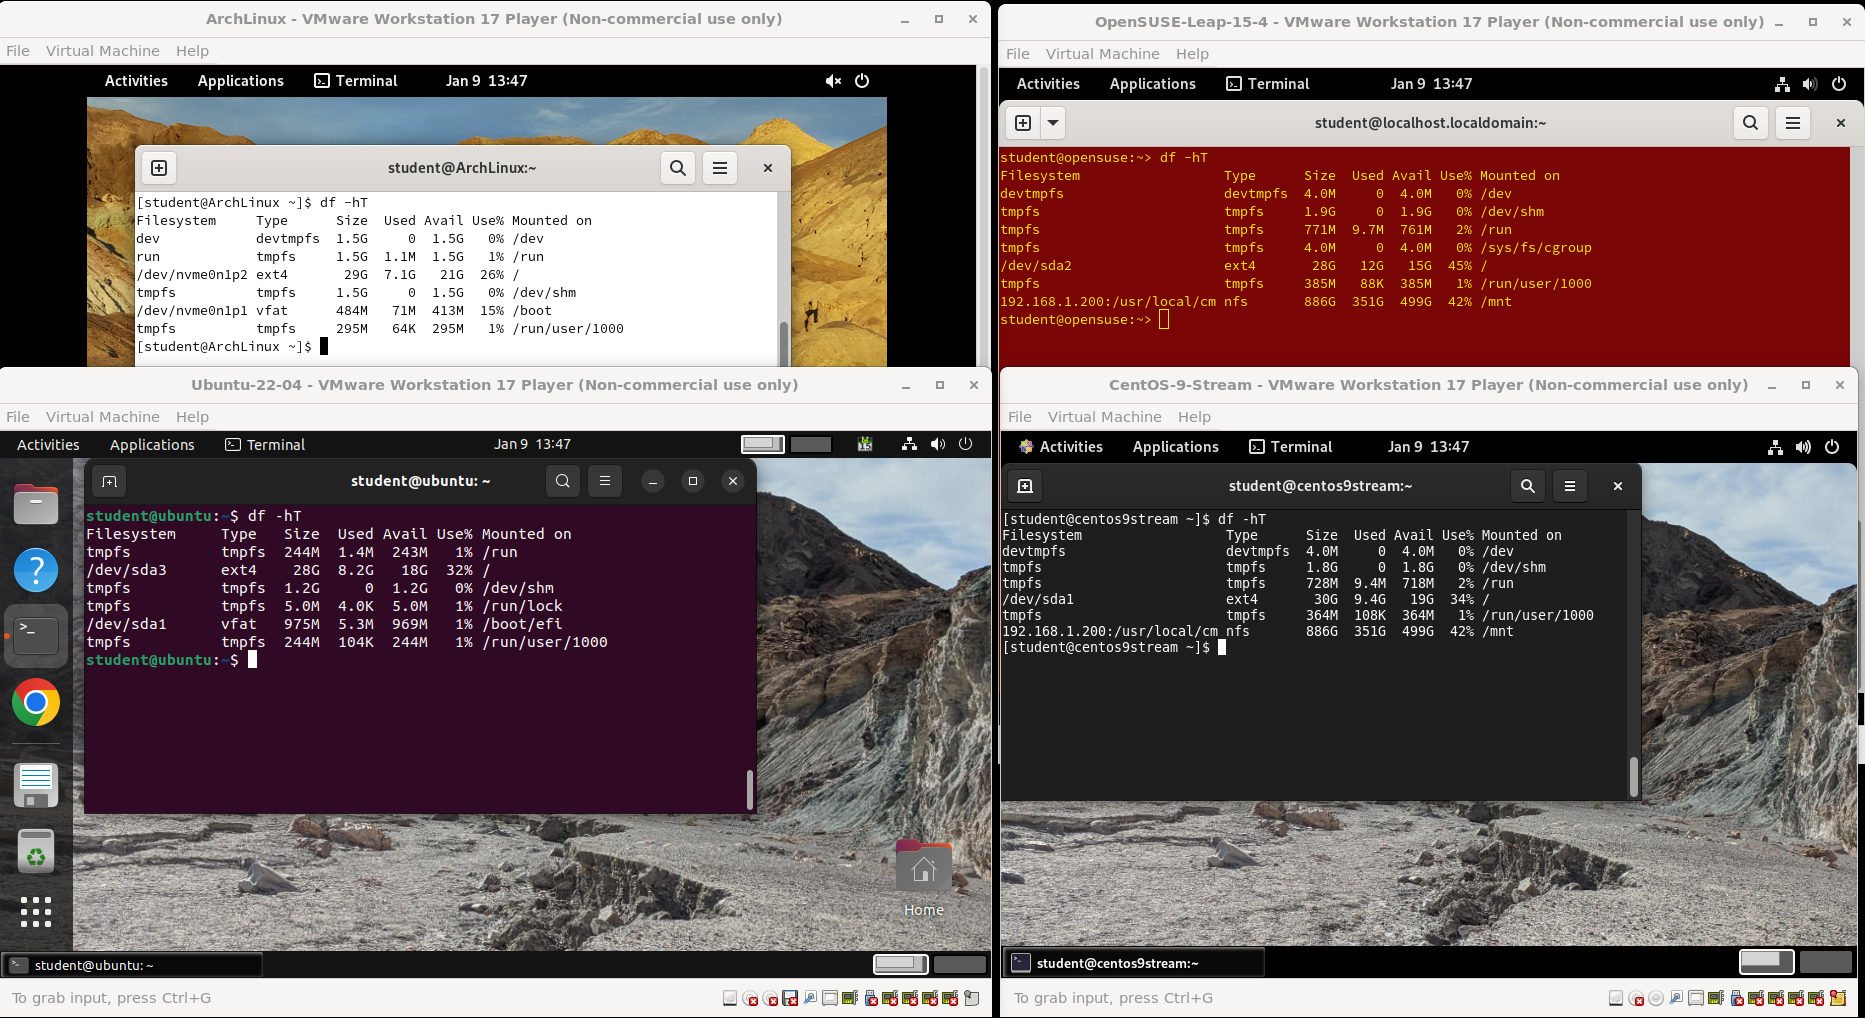 ArchLinux - VMware Workstation 17 Player (Non-commercial use only)
File Virtual Machine Help
Activities Applications Terminal Jan 9 13:47
student@ArchLinux:~
[student@ArchLinux ~]$ df -hT
Filesystem Type Size Used Avail Use% Mounted on
dev devtmpfs 1.5G 0 1.5G 0% /dev
run tmpfs 1.5G 1.1M 1.5G 1% /run
/dev/nvme0n1p2 ext4 29G 7.1G 21G 26% /
tmpfs tmpfs 1.5G 0 1.5G 0% /dev/shm
/dev/nvme0n1p1 vfat 484M 71M 413M 15% /boot
tmpfs tmpfs 295M 64K 295M 1% /run/user/1000
[student@ArchLinux ~]$
OpenSUSE-Leap-15-4 - VMware Workstation 17 Player (Non-commercial use only)
File Virtual Machine Help
Activities Applications Terminal Jan 9 13:47
student@localhost.localdomain:~
student@opensuse:~> df -hT
Filesystem Type Size Used Avail Use% Mounted on
devtmpfs devtmpfs 4.0M 0 4.0M 0% /dev
tmpfs tmpfs 1.9G 0 1.9G 0% /dev/shm
tmpfs tmpfs 771M 9.7M 761M 2% /run
tmpfs tmpfs 4.0M 0 4.0M 0% /sys/fs/cgroup
/dev/sda2 ext4 28G 12G 15G 45% /
tmpfs tmpfs 385M 88K 385M 1% /run/user/1000
192.168.1.200:/usr/local/cm nfs 886G 351G 499G 42% /mnt
student@opensuse:~>
Ubuntu-22-04 - VMware Workstation 17 Player (Non-commercial use only)
File Virtual Machine Help
Activities Applications Terminal Jan 9 13:47
15
student@ubuntu: ~
student@ubuntu:~$ df -hT
Filesystem Type Size Used Avail Use% Mounted on
tmpfs tmpfs 244M 1.4M 243M 1% /run
/dev/sda3 ext4 28G 8.2G 18G 32% /
tmpfs tmpfs 1.2G 0 1.2G 0% /dev/shm
tmpfs tmpfs 5.0M 4.0K 5.0M 1% /run/lock
/dev/sda1 vfat 975M 5.3M 969M 1% /boot/efi
tmpfs tmpfs 244M 104K 244M 1% /run/user/1000
student@ubuntu:~$
Home
student@ubuntu: ~
To grab input, press Ctrl+G
CentOS-9-Stream - VMware Workstation 17 Player (Non-commercial use only)
File Virtual Machine Help
Activities Applications Terminal Jan 9 13:47
student@centos9stream:~
[student@centos9stream ~]$ df -hT
Filesystem Type Size Used Avail Use% Mounted on
devtmpfs devtmpfs 4.0M 0 4.0M 0% /dev
tmpfs tmpfs 1.8G 0 1.8G 0% /dev/shm
tmpfs tmpfs 728M 9.4M 718M 2% /run
/dev/sda1 ext4 30G 9.4G 19G 34% /
tmpfs tmpfs 364M 108K 364M 1% /run/user/1000
192.168.1.200:/usr/local/cm nfs 886G 351G 499G 42% /mnt
[student@centos9stream ~]$
student@centos9stream:~
To grab input, press Ctrl+G